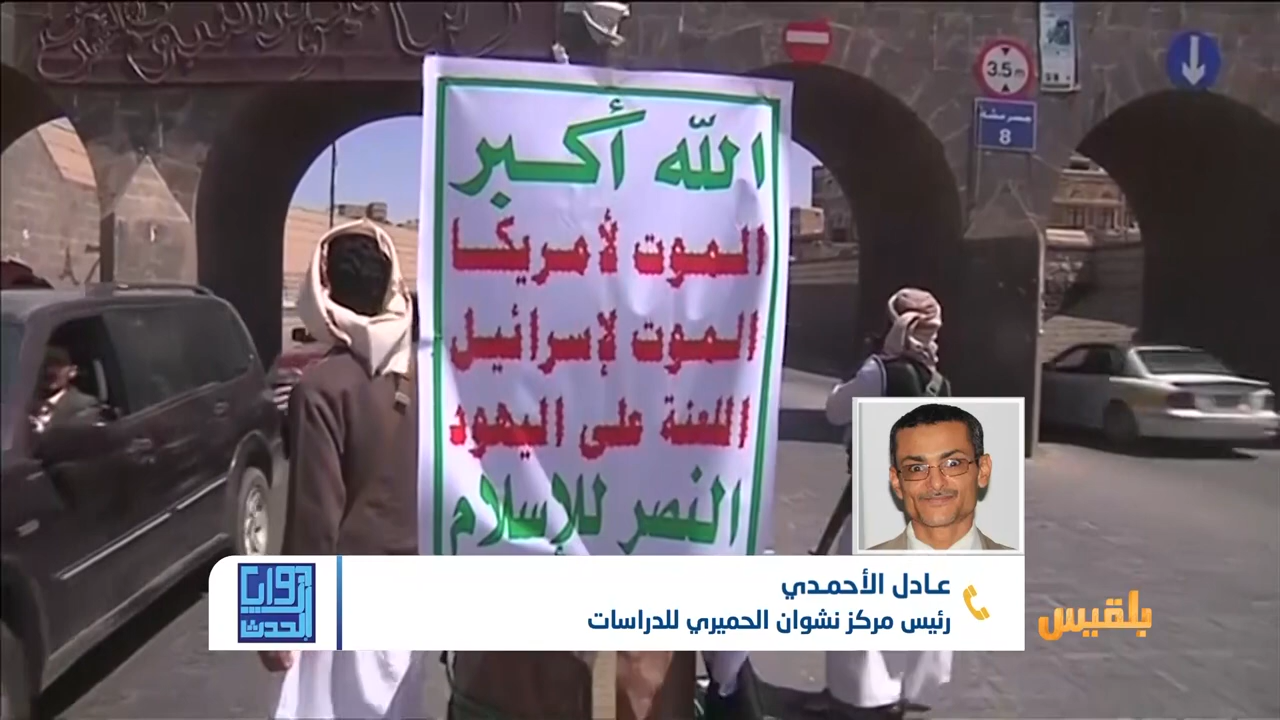 3.5m
8
الله أكبر
الموت لأمريكا
الموت لإسرائيل
اللعنة على اليهود
النصر للإسلام
عادل الأحمدي
رئيس مركز نشوان الحميري للدراسات
زوايا الحدث
بلقيس